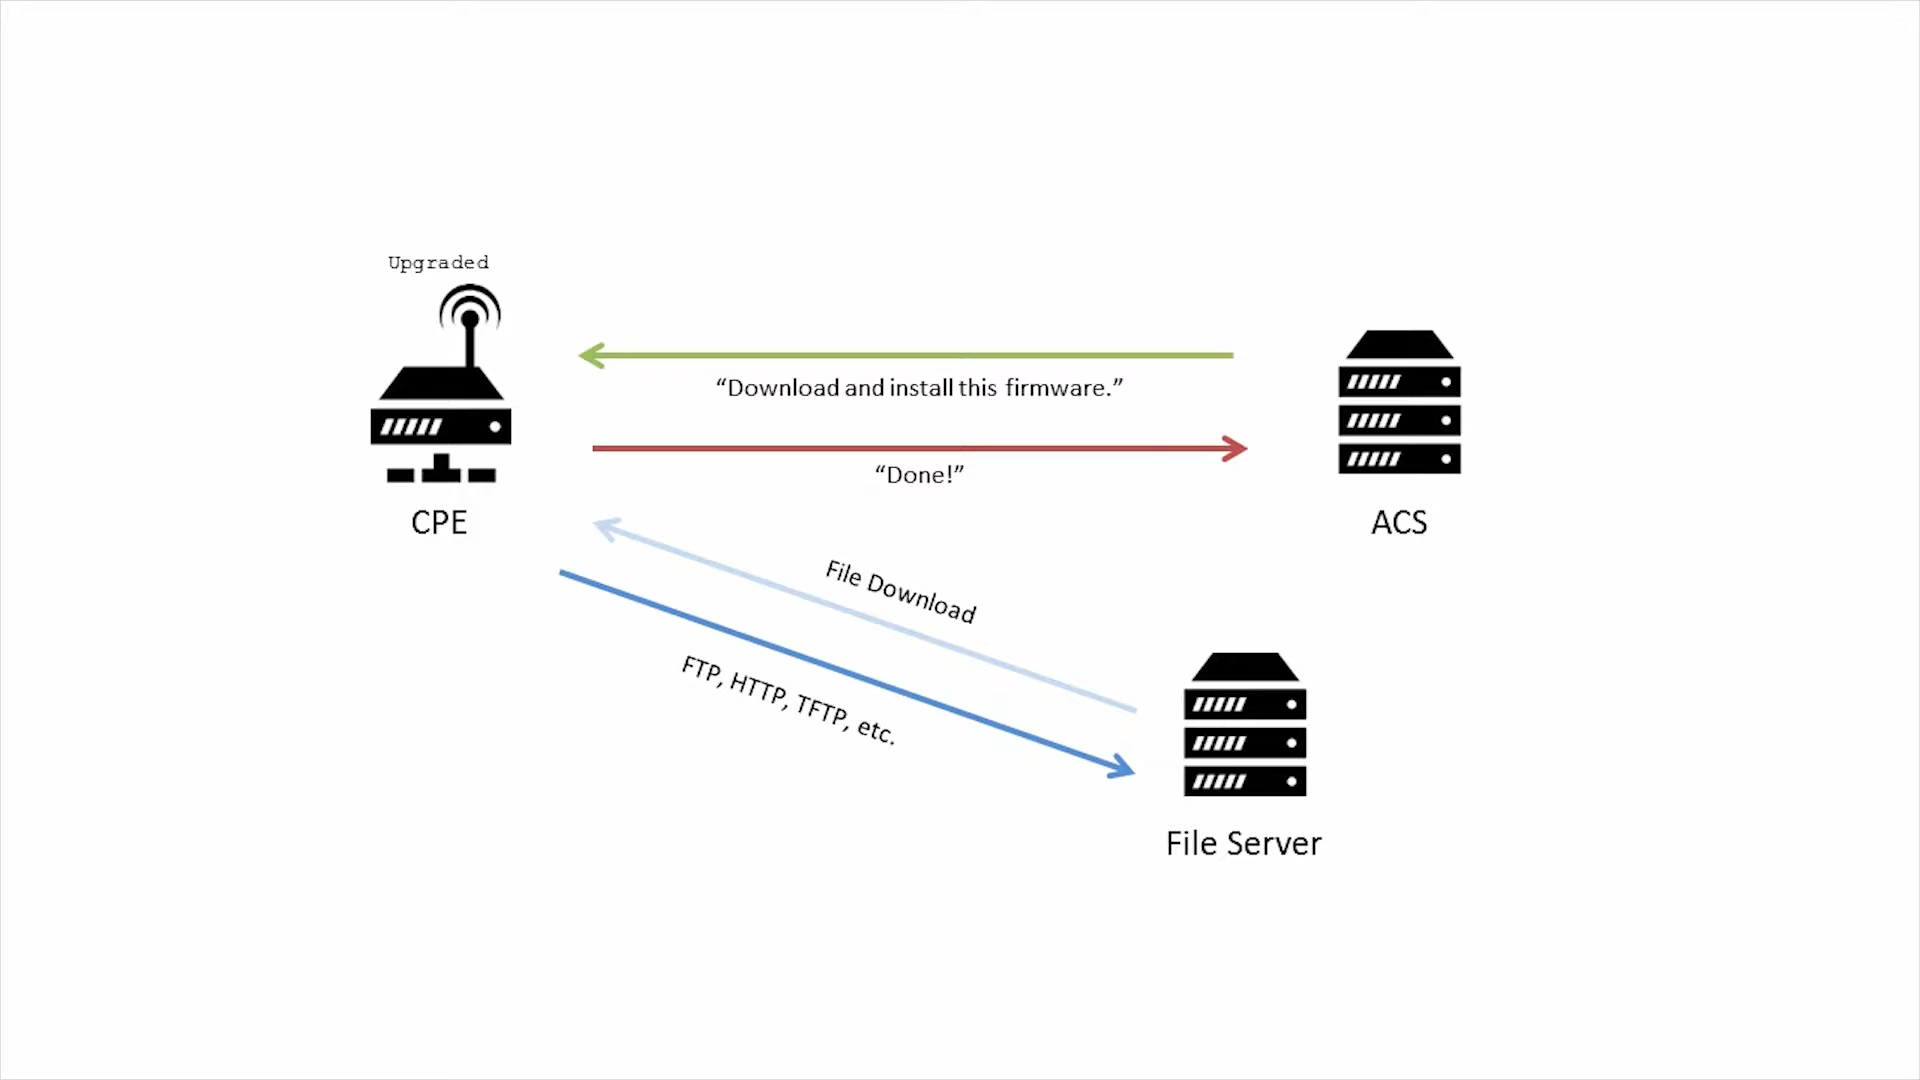 Upgraded
“Download and install this firmware.”
“Done!”
CPE
ACS
File Download
FTP, HTTP, TFTP, etc.
File Server